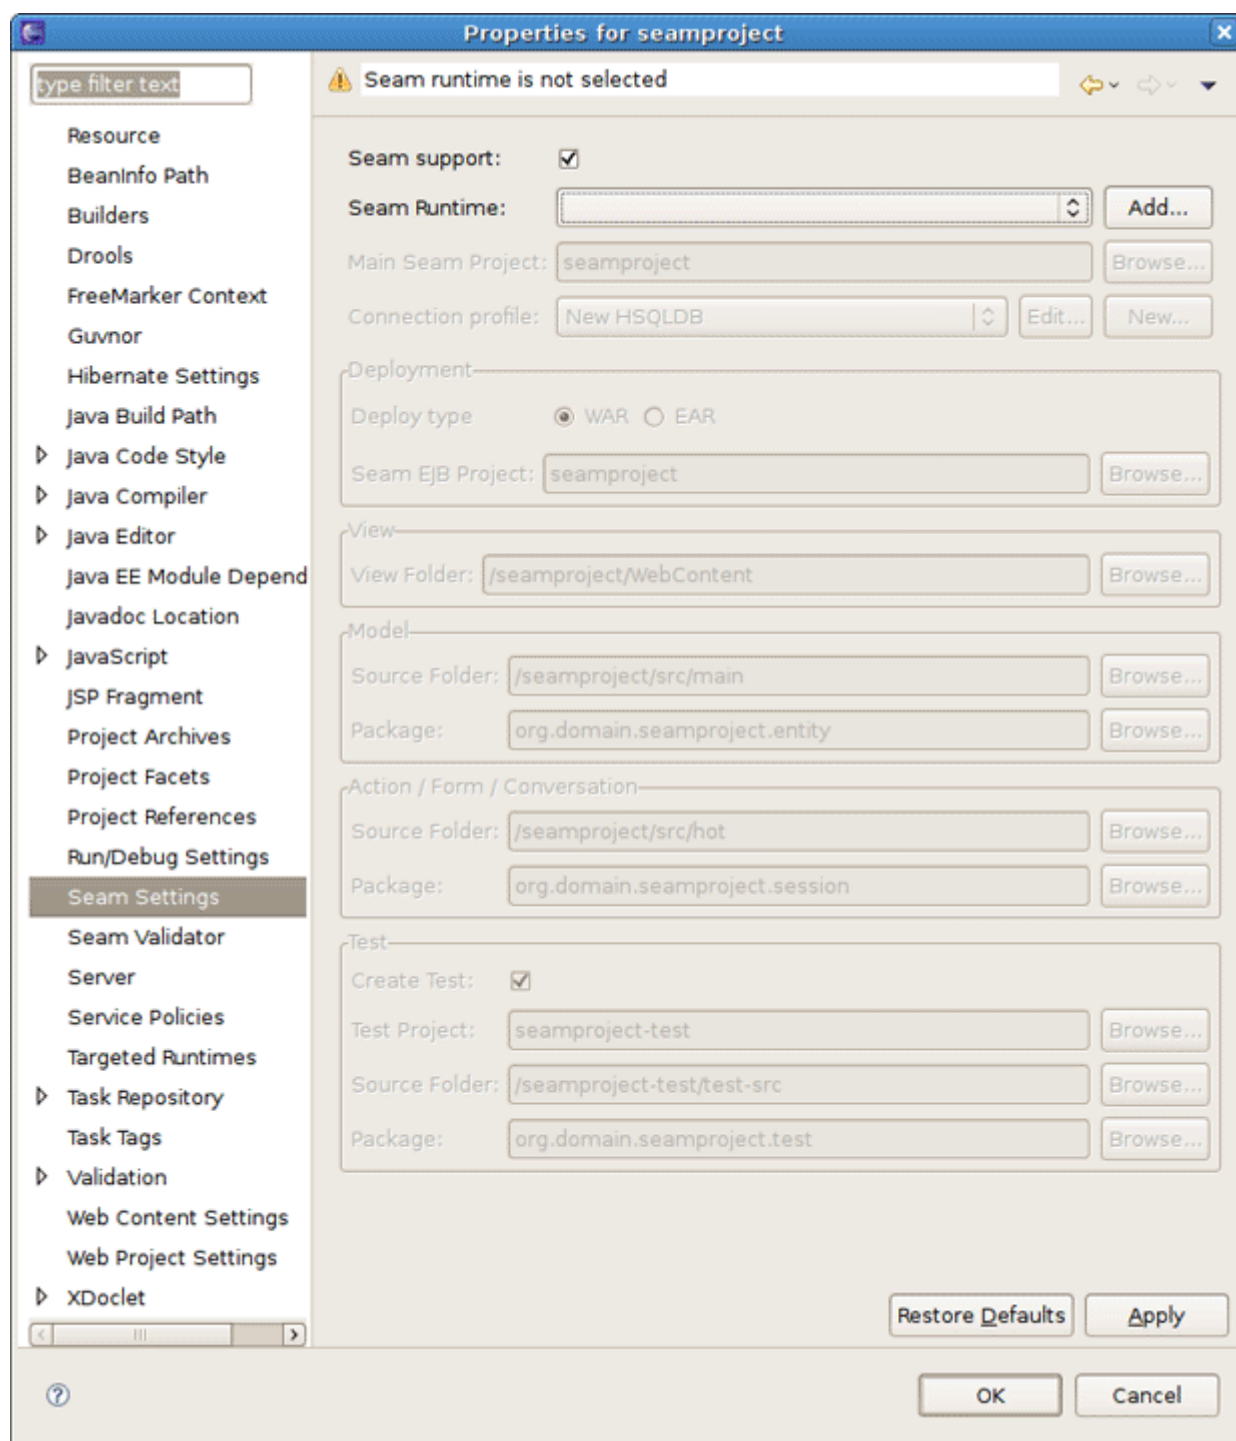 Properties for seamproject
type filter text
Seam runtime is not selected
Resource
BeanInfo Path
Builders
Drools
FreeMarker Context
Guvnor
Hibernate Settings
Java Build Path
Java Code Style
Java Compiler
Java Editor
Java EE Module Depend
Javadoc Location
JavaScript
JSP Fragment
Project Archives
Project Facets
Project References
Run/Debug Settings
Seam Settings
Seam Validator
Server
Service Policies
Targeted Runtimes
Task Repository
Task Tags
Validation
Web Content Settings
Web Project Settings
XDoclet
Seam support:
Seam Runtime: Add...
Main Seam Project: seamproject Browse...
Connection profile: New HSQLDB Edit... New...
Deployment
Deploy type WAR EAR
Seam EJB Project: seamproject Browse...
View
View Folder: /seamproject/WebContent Browse...
Model
Source Folder: /seamproject/src/main Browse...
Package: org.domain.seamproject.entity Browse...
Action / Form / Conversation
Source Folder: /seamproject/src/hot Browse...
Package: org.domain.seamproject.session Browse...
Test
Create Test:
Test Project: seamproject-test Browse...
Source Folder: /seamproject-test/test-src Browse...
Package: org.domain.seamproject.test Browse...
Restore Defaults Apply
OK Cancel